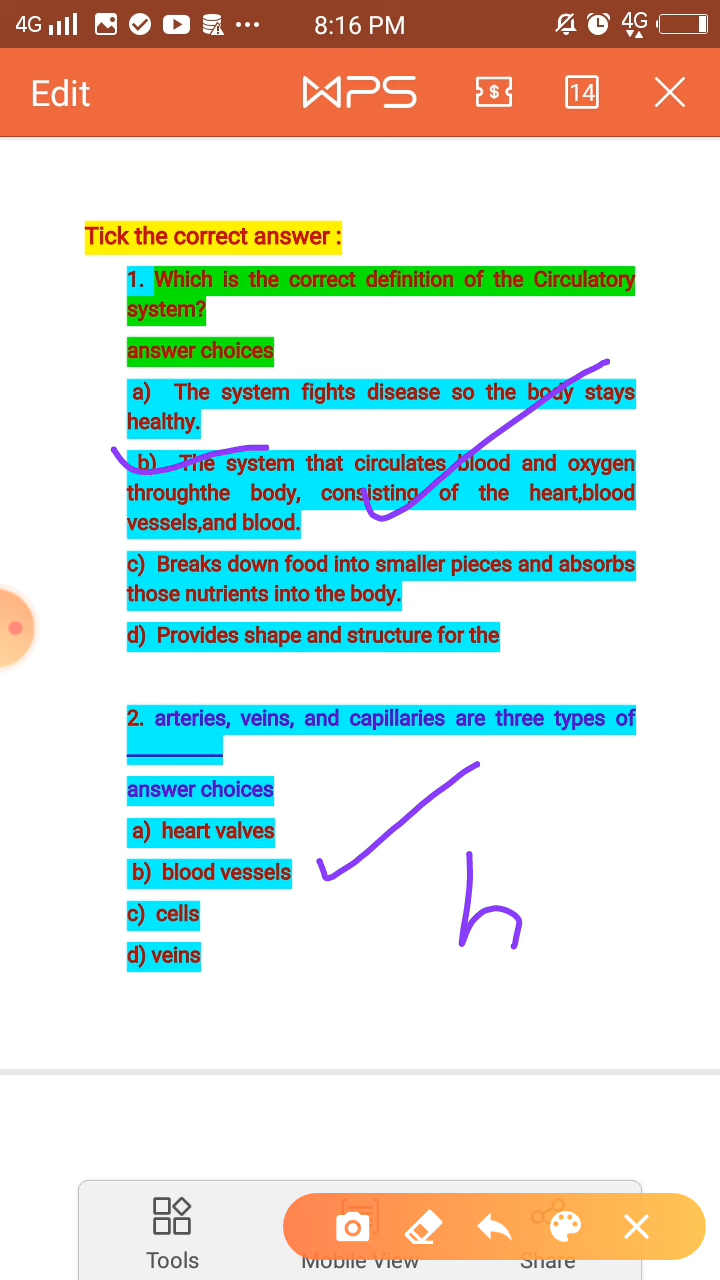 4G 8:16 PM 4G
Edit WPS $ 14
Tick the correct answer :
1. Which is the correct definition of the Circulatory
system?
answer choices
a) The system fights disease so the body stays
healthy.
b) The system that circulates blood and oxygen
throughthe body, consisting of the heart,blood
vessels,and blood.
c) Breaks down food into smaller pieces and absorbs
those nutrients into the body.
d) Provides shape and structure for the
2. arteries, veins, and capillaries are three types of
__________
answer choices
a) heart valves
b) blood vessels
c) cells
d) veins
h
Tools Mobile View Share